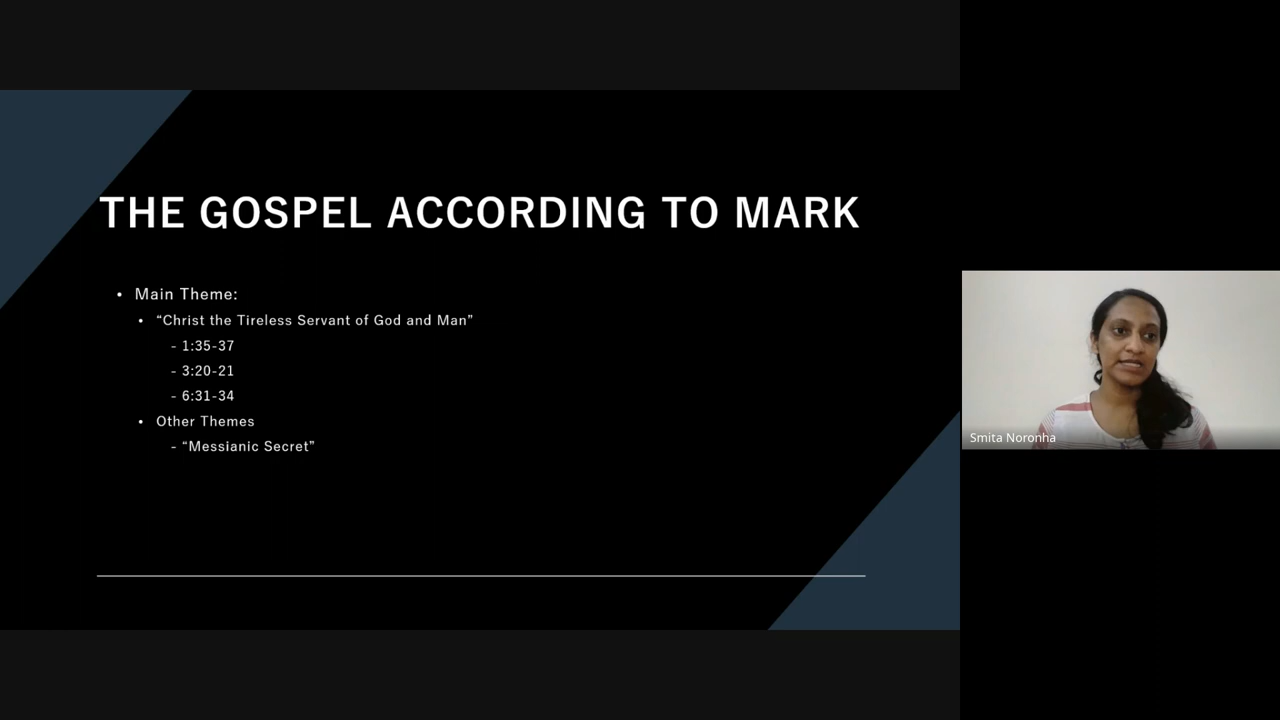 THE GOSPEL ACCORDING TO MARK
• Main Theme:
• “Christ the Tireless Servant of God and Man”
- 1:35-37
- 3:20-21
- 6:31-34
• Other Themes
- “Messianic Secret”
Smita Noronha